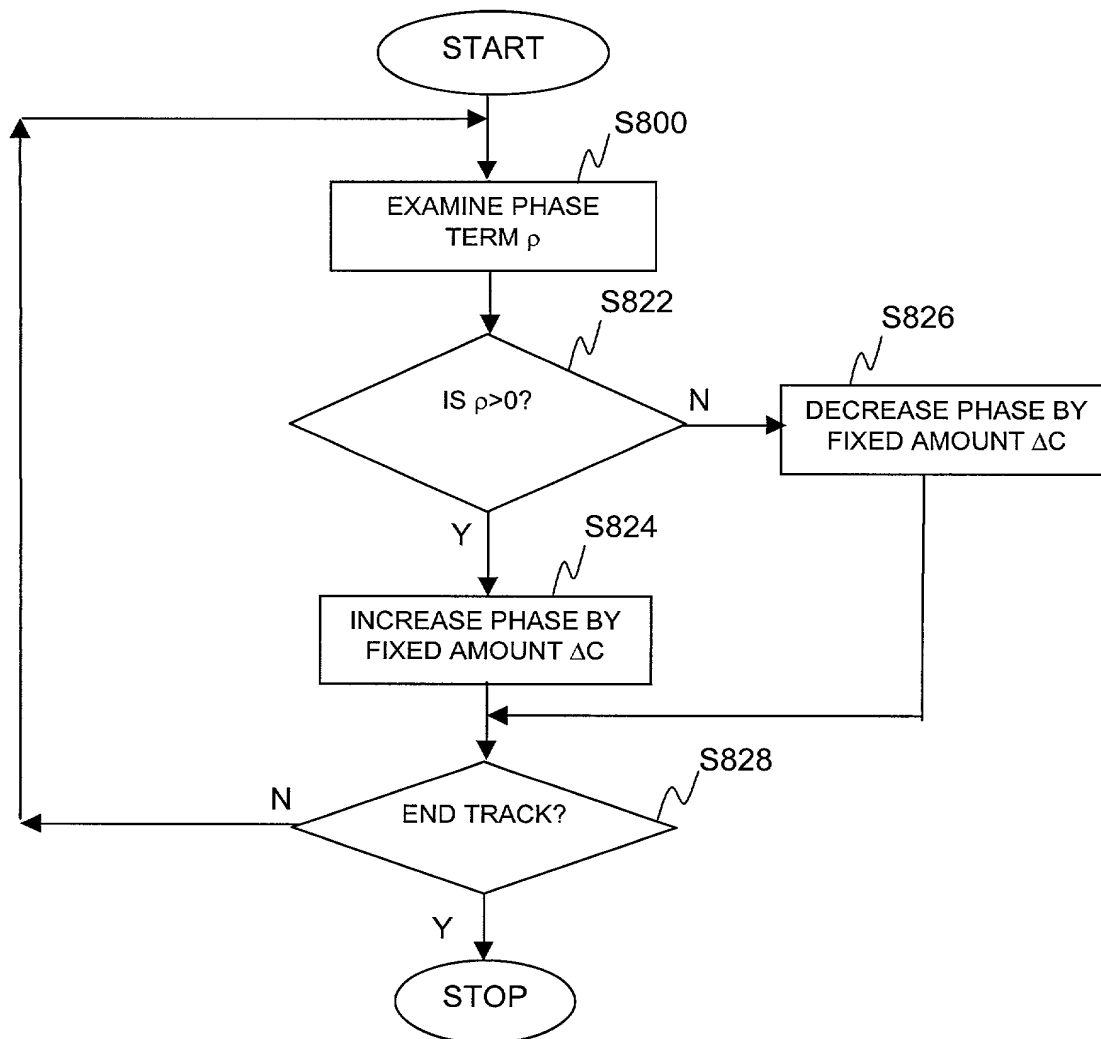 START
S800
EXAMINE PHASE
TERM ρ
S822
IS ρ>0?
N
S826
DECREASE PHASE BY
FIXED AMOUNT ΔC
Y
S824
INCREASE PHASE BY
FIXED AMOUNT ΔC
S828
END TRACK?
N
Y
STOP